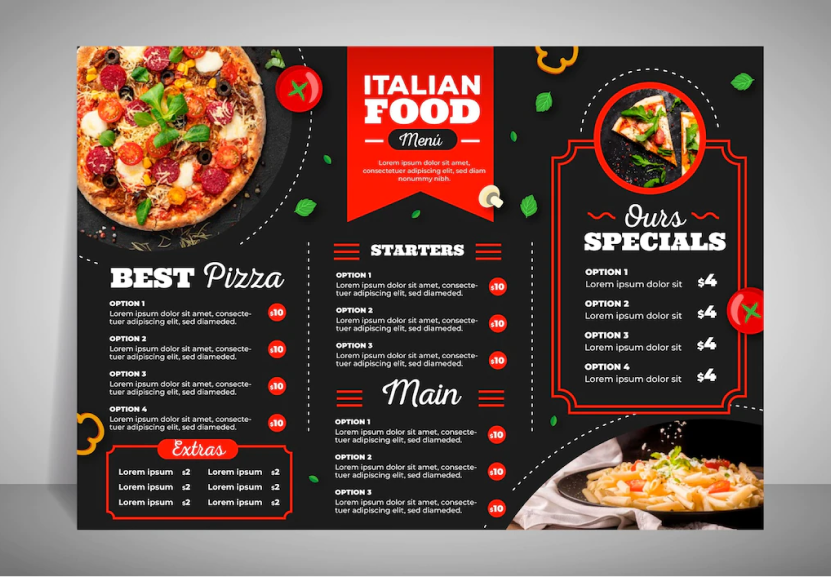 ITALIAN
FOOD
Menú
Lorem ipsum dolor sit amet,
consectetuer adipiscing elit, sed diam
nonummy nibh.
BEST Pizza
OPTION 1
Lorem ipsum dolor sit amet, consecte-
tuer adipiscing elit, sed diameded.
$10
OPTION 2
Lorem ipsum dolor sit amet, consecte-
tuer adipiscing elit, sed diameded.
$10
OPTION 3
Lorem ipsum dolor sit amet, consecte-
tuer adipiscing elit, sed diameded.
$10
OPTION 4
Lorem ipsum dolor sit amet, consecte-
tuer adipiscing elit, sed diameded.
$10
Extras
Lorem ipsum $2 Lorem ipsum $2
Lorem ipsum $2 Lorem ipsum $2
Lorem ipsum $2 Lorem ipsum $2
STARTERS
OPTION 1
Lorem ipsum dolor sit amet, consecte-
tuer adipiscing elit, sed diameded.
$10
OPTION 2
Lorem ipsum dolor sit amet, consecte-
tuer adipiscing elit, sed diameded.
$10
OPTION 3
Lorem ipsum dolor sit amet, consecte-
tuer adipiscing elit, sed diameded.
$10
Main
OPTION 1
Lorem ipsum dolor sit amet, consecte-
tuer adipiscing elit, sed diameded.
$10
OPTION 2
Lorem ipsum dolor sit amet, consecte-
tuer adipiscing elit, sed diameded.
$10
OPTION 3
Lorem ipsum dolor sit amet, consecte-
tuer adipiscing elit, sed diameded.
$10
Ours
SPECIALS
OPTION 1
Lorem ipsum dolor sit $4
OPTION 2
Lorem ipsum dolor sit $4
OPTION 3
Lorem ipsum dolor sit $4
OPTION 4
Lorem ipsum dolor sit $4